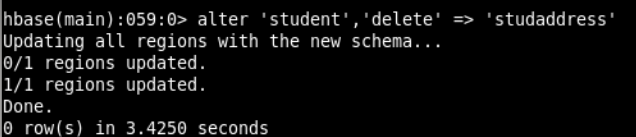 hbase(main):059:0> alter 'student','delete' => 'studaddress'
Updating all regions with the new schema...
0/1 regions updated.
1/1 regions updated.
Done.
0 row(s) in 3.4250 seconds